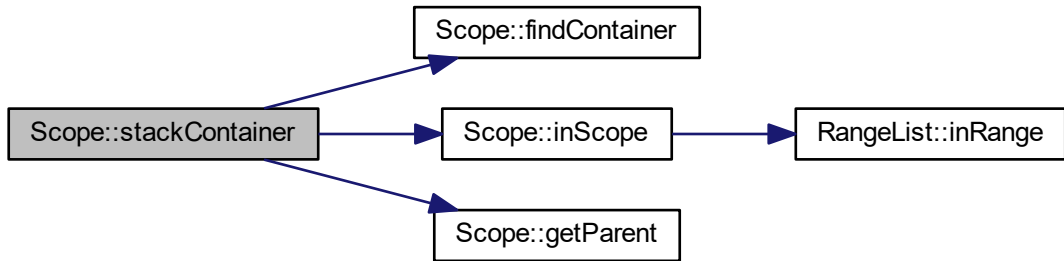 Scope::findContainer
Scope::stackContainer
Scope::inScope
RangeList::inRange
Scope::getParent